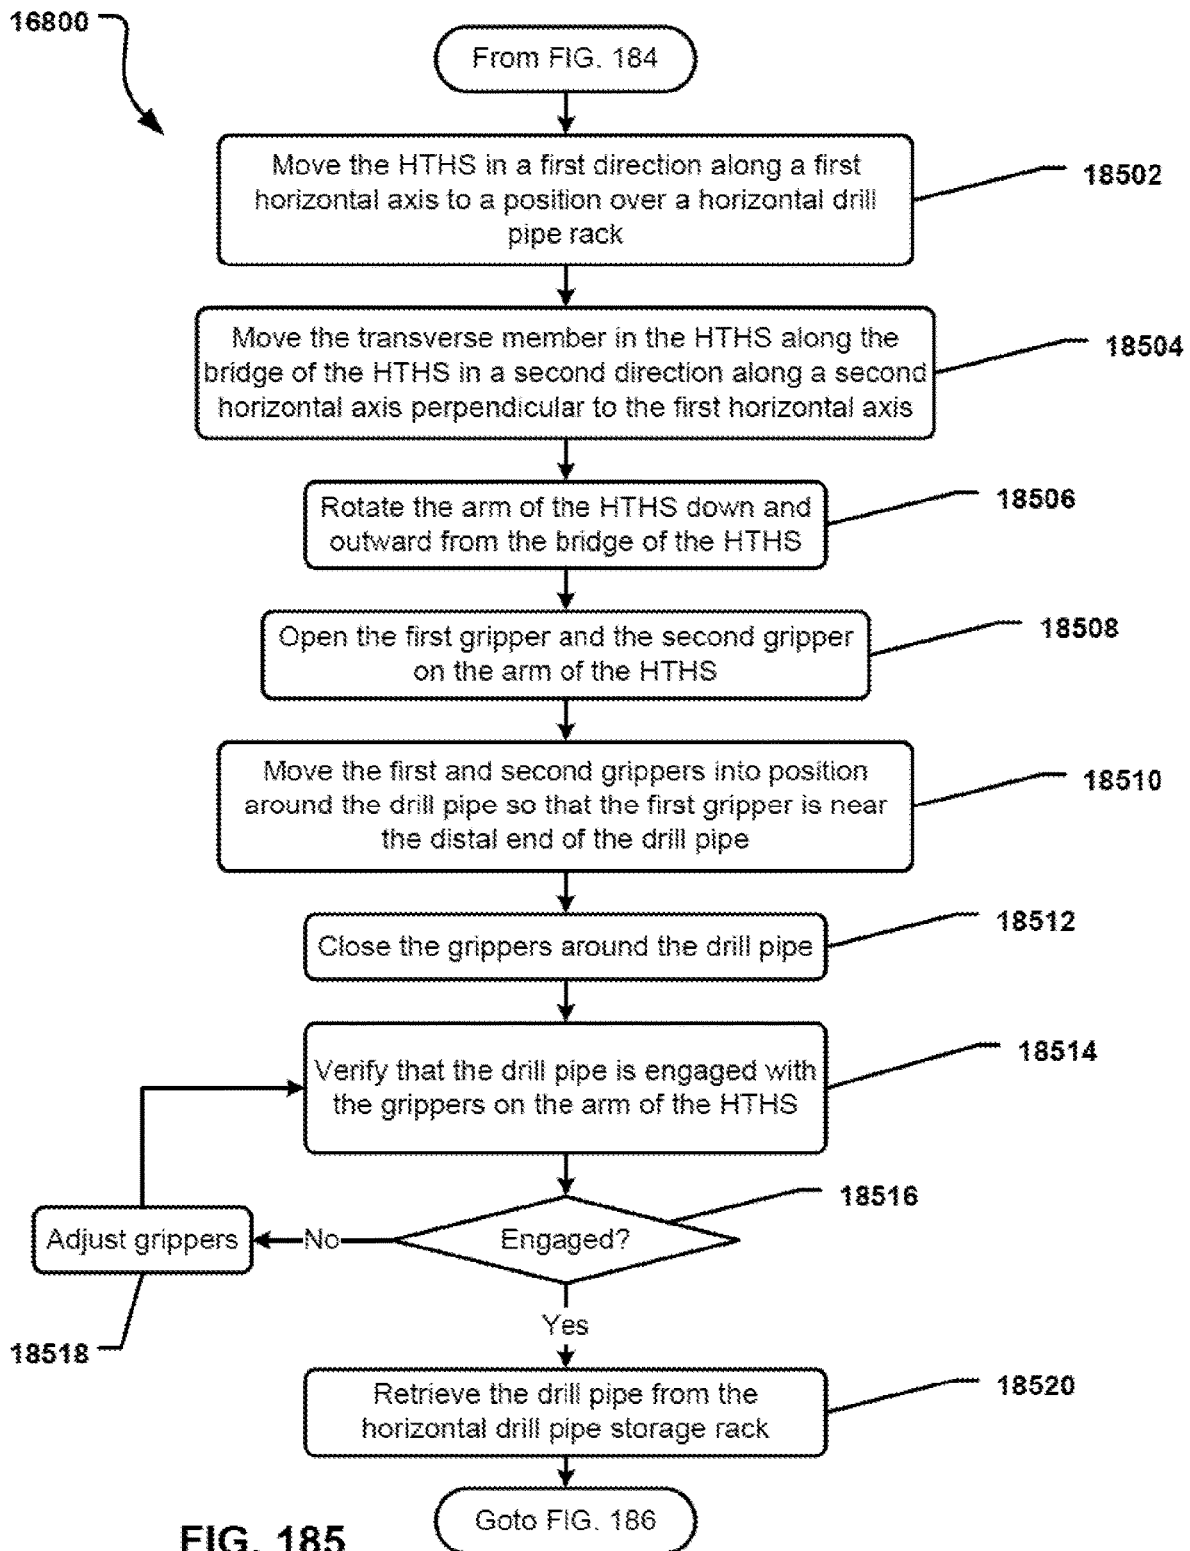 16800
From FIG. 184
Move the HTHS in a first direction along a first
horizontal axis to a position over a horizontal drill
pipe rack
18502
Move the transverse member in the HTHS along the
bridge of the HTHS in a second direction along a second
horizontal axis perpendicular to the first horizontal axis
18504
Rotate the arm of the HTHS down and
outward from the bridge of the HTHS
18506
Open the first gripper and the second gripper
on the arm of the HTHS
18508
Move the first and second grippers into position
around the drill pipe so that the first gripper is near
the distal end of the drill pipe
18510
Close the grippers around the drill pipe
18512
Verify that the drill pipe is engaged with
the grippers on the arm of the HTHS
18514
Engaged?
18516
No
Adjust grippers
18518
Yes
Retrieve the drill pipe from the
horizontal drill pipe storage rack
18520
Goto FIG. 186
FIG. 185